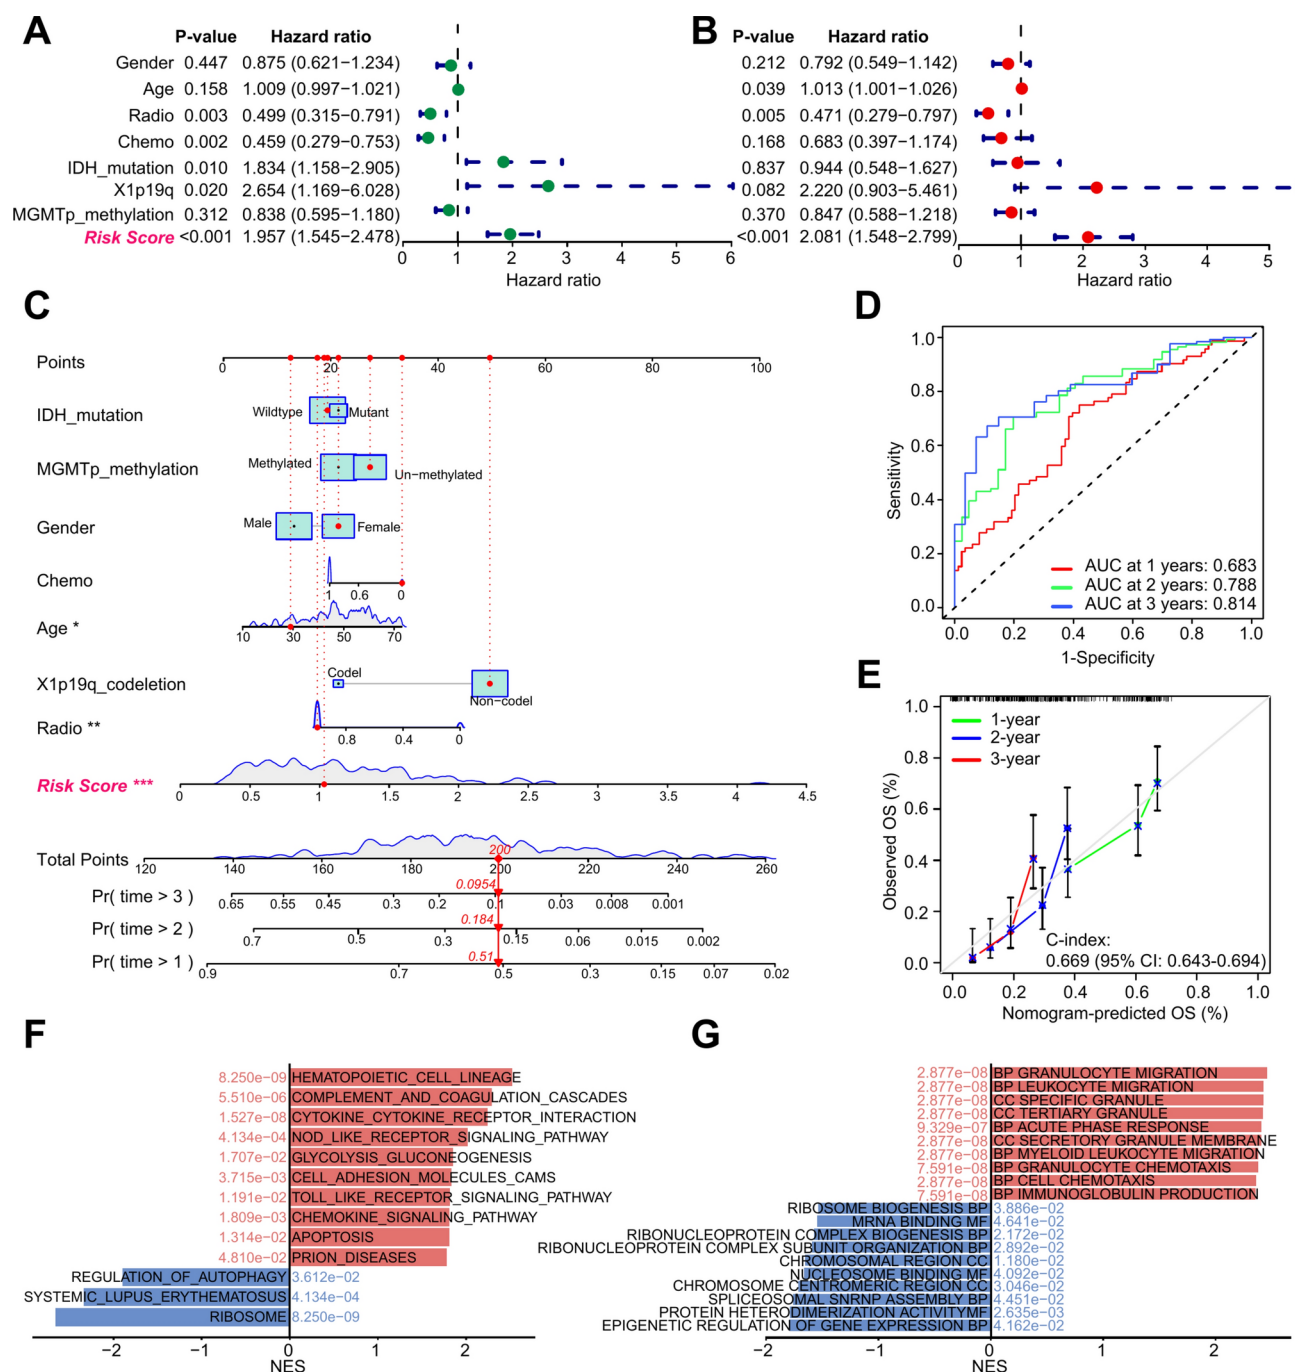 A
P-value Hazard ratio
Gender 0.447 0.875 (0.621−1.234)
Age 0.158 1.009 (0.997−1.021)
Radio 0.003 0.499 (0.315−0.791)
Chemo 0.002 0.459 (0.279−0.753)
IDH_mutation 0.010 1.834 (1.158−2.905)
X1p19q 0.020 2.654 (1.169−6.028)
MGMTp_methylation 0.312 0.838 (0.595−1.180)
Risk Score <0.001 1.957 (1.545−2.478)
0 1 2 3 4 5 6
Hazard ratio
B
P-value Hazard ratio
0.212 0.792 (0.549−1.142)
0.039 1.013 (1.001−1.026)
0.005 0.471 (0.279−0.797)
0.168 0.683 (0.397−1.174)
0.837 0.944 (0.548−1.627)
0.082 2.220 (0.903−5.461)
0.370 0.847 (0.588−1.218)
<0.001 2.081 (1.548−2.799)
0 1 2 3 4 5
Hazard ratio
C
Points
0 20 40 60 80 100
IDH_mutation
Wildtype Mutant
MGMTp_methylation
Methylated Un-methylated
Gender
Male Female
Chemo
1 0.6 0
Age *
10 30 50 70
X1p19q_codeletion
Codel
Non-codel
Radio **
0.8 0.4 0
Risk Score ***
0 0.5 1 1.5 2 2.5 3 3.5 4 4.5
Total Points
200
120 140 160 180 200 220 240 260
Pr( time > 3 )
0.0954
0.65 0.55 0.45 0.3 0.2 0.1 0.03 0.008 0.001
Pr( time > 2 )
0.184
0.7 0.5 0.3 0.15 0.06 0.015 0.002
Pr( time > 1 )
0.51
0.9 0.7 0.5 0.3 0.15 0.07 0.02
D
Sensitivity
1.0
0.8
0.6
0.4
0.2
0.0
AUC at 1 years: 0.683
AUC at 2 years: 0.788
AUC at 3 years: 0.814
0.0 0.2 0.4 0.6 0.8 1.0
1-Specificity
E
Observed OS (%)
1.0
0.8
0.6
0.4
0.2
0.0
1-year
2-year
3-year
C-index:
0.669 (95% CI: 0.643-0.694)
0.0 0.2 0.4 0.6 0.8 1.0
Nomogram-predicted OS (%)
F
8.250e−09 HEMATOPOIETIC_CELL_LINEAGE
5.510e−06 COMPLEMENT_AND_COAGULATION_CASCADES
1.527e−08 CYTOKINE_CYTOKINE_RECEPTOR_INTERACTION
4.134e−04 NOD_LIKE_RECEPTOR_SIGNALING_PATHWAY
1.707e−02 GLYCOLYSIS_GLUCONEOGENESIS
3.715e−03 CELL_ADHESION_MOLECULES_CAMS
1.191e−02 TOLL_LIKE_RECEPTOR_SIGNALING_PATHWAY
1.809e−03 CHEMOKINE_SIGNALING_PATHWAY
1.314e−02 APOPTOSIS
4.810e−02 PRION_DISEASES
REGULATION_OF_AUTOPHAGY 3.612e−02
SYSTEMIC_LUPUS_ERYTHEMATOSUS 4.134e−04
RIBOSOME 8.250e−09
−2 −1 0 1 2
NES
G
2.877e−08 BP GRANULOCYTE MIGRATION
2.877e−08 BP LEUKOCYTE MIGRATION
2.877e−08 CC SPECIFIC GRANULE
2.877e−08 CC TERTIARY GRANULE
9.329e−07 BP ACUTE PHASE RESPONSE
2.877e−08 CC SECRETORY GRANULE MEMBRANE
2.877e−08 BP MYELOID LEUKOCYTE MIGRATION
7.591e−08 BP GRANULOCYTE CHEMOTAXIS
2.877e−08 BP CELL CHEMOTAXIS
7.591e−08 BP IMMUNOGLOBULIN PRODUCTION
RIBOSOME BIOGENESIS BP 3.886e−02
MRNA BINDING MF 4.641e−02
RIBONUCLEOPROTEIN COMPLEX BIOGENESIS BP 2.172e−02
RIBONUCLEOPROTEIN COMPLEX SUBUNIT ORGANIZATION BP 2.892e−02
CHROMOSOMAL REGION CC 1.180e−02
NUCLEOSOME BINDING MF 4.092e−02
CHROMOSOME CENTROMERIC REGION CC 3.046e−02
SPLICEOSOMAL SNRNP ASSEMBLY BP 4.451e−02
PROTEIN HETERODIMERIZATION ACTIVITYMF 2.635e−03
EPIGENETIC REGULATION OF GENE EXPRESSION BP 4.162e−02
−2 −1 0 1 2
NES